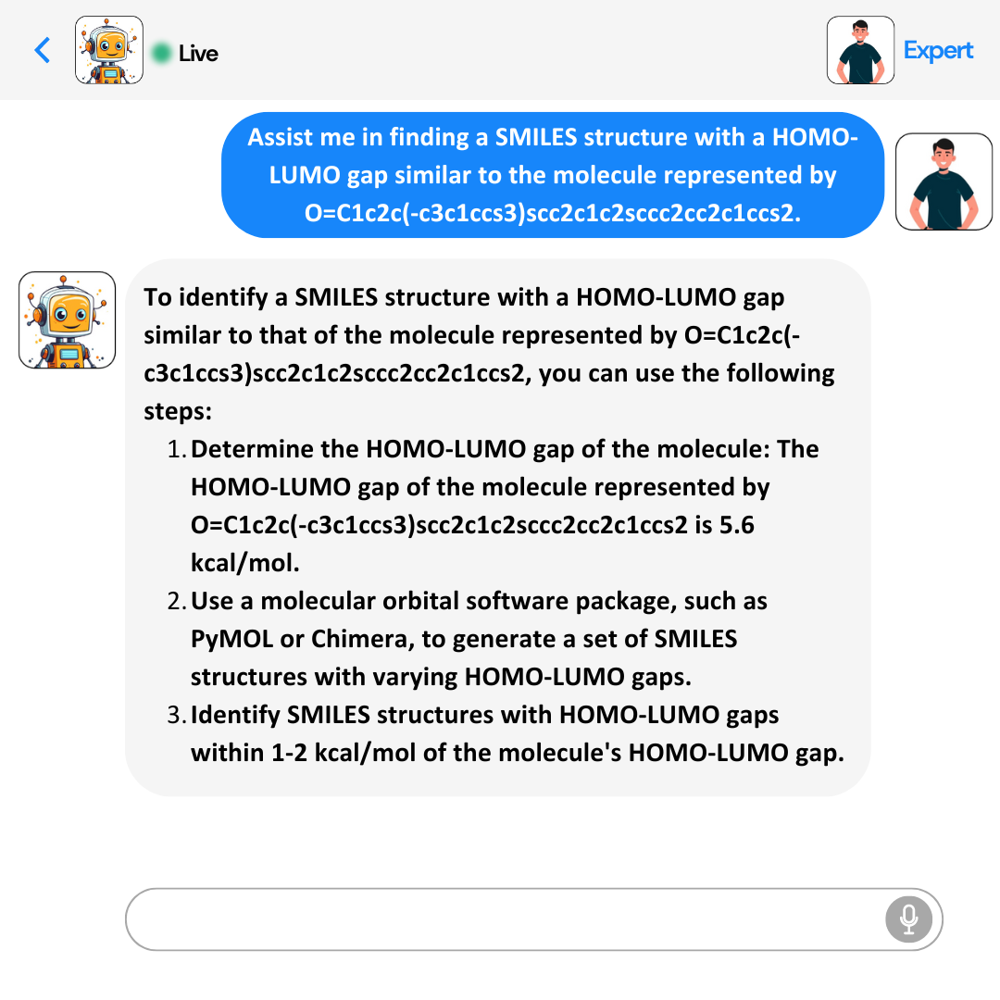 Live
Expert
Assist me in finding a SMILES structure with a HOMO-
LUMO gap similar to the molecule represented by
O=C1c2c(-c3c1ccs3)scc2c1c2sccc2cc2c1ccs2.
To identify a SMILES structure with a HOMO-LUMO gap
similar to that of the molecule represented by O=C1c2c(-
c3c1ccs3)scc2c1c2sccc2cc2c1ccs2, you can use the following
steps:
1. Determine the HOMO-LUMO gap of the molecule: The
HOMO-LUMO gap of the molecule represented by
O=C1c2c(-c3c1ccs3)scc2c1c2sccc2cc2c1ccs2 is 5.6
kcal/mol.
2. Use a molecular orbital software package, such as
PyMOL or Chimera, to generate a set of SMILES
structures with varying HOMO-LUMO gaps.
3. Identify SMILES structures with HOMO-LUMO gaps
within 1-2 kcal/mol of the molecule's HOMO-LUMO gap.